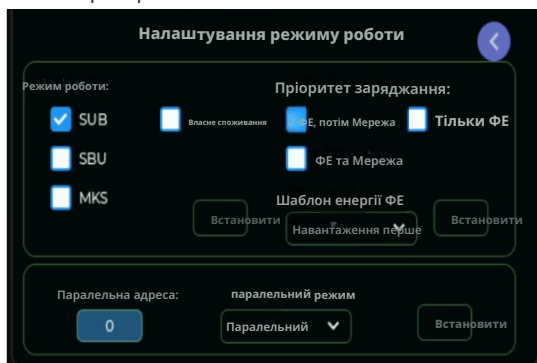 Налаштування режиму роботи
Режим роботи:
Пріоритет заряджання:
SUB
Власне споживання
ФЕ, потім Мережа
Тільки ФЕ
SBU
ФЕ та Мережа
MKS
Шаблон енергії ФЕ
Встановити
Навантаження перше
Встановити
Паралельна адреса:
паралельний режим
0
Паралельний
Встановити